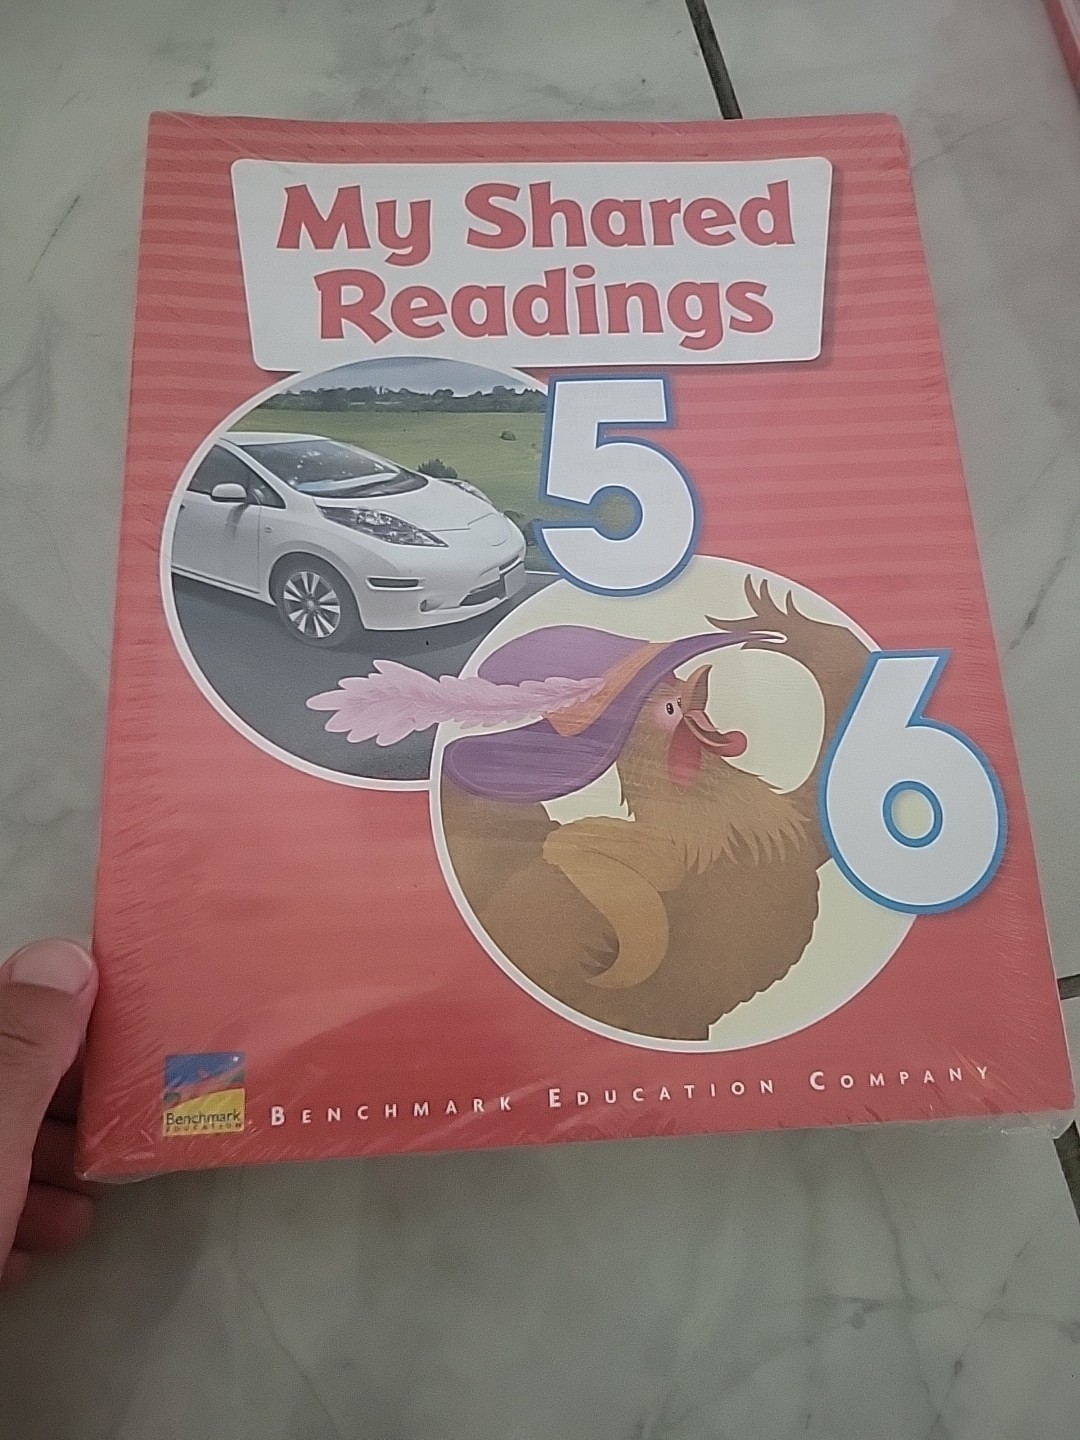 My Shared
Readings
5
6
Benchmark
EDUCATION
BENCHMARK EDUCATION COMPANY